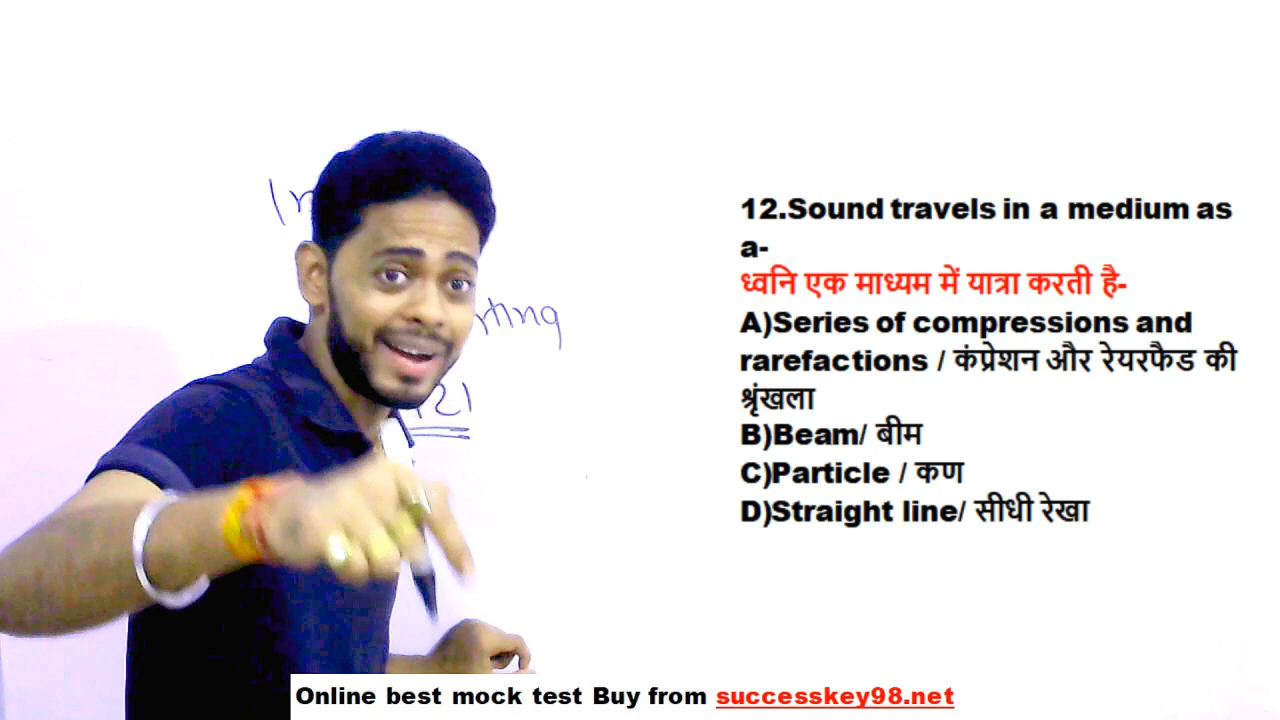 12.Sound travels in a medium as
a-
ध्वनि एक माध्यम में यात्रा करती है-
A)Series of compressions and
rarefactions / कंप्रेशन और रेयरफैड की
श्रृंखला
B)Beam/ बीम
C)Particle / कण
D)Straight line/ सीधी रेखा
Online best mock test Buy from successkey98.net